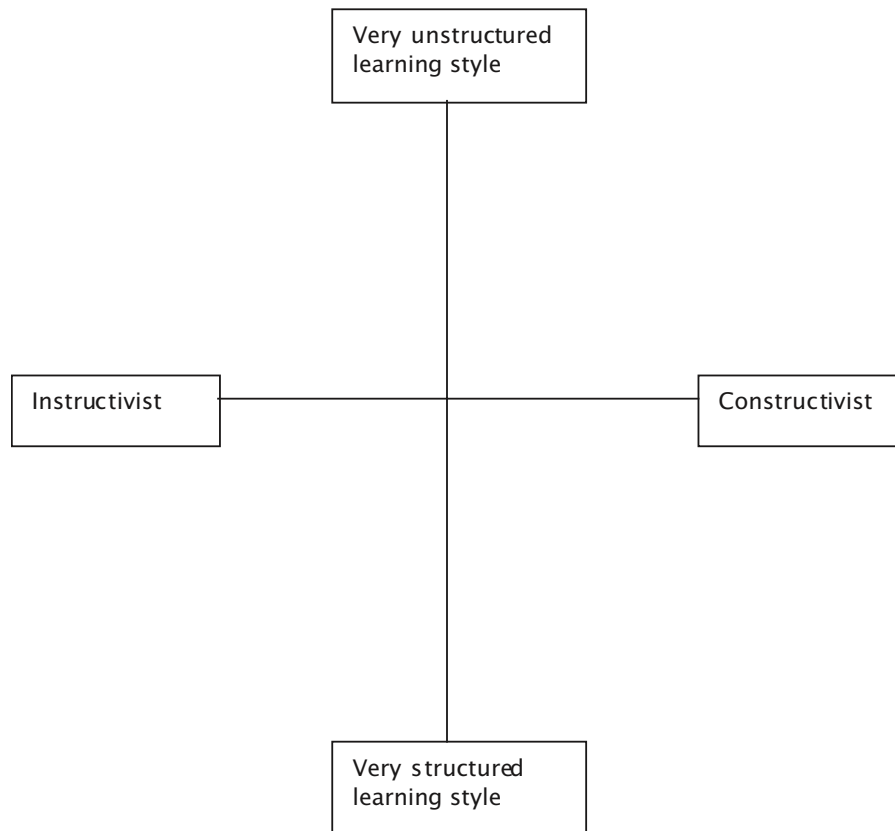 Very unstructured
learning style
Instructivist
Constructivist
Very structured
learning style